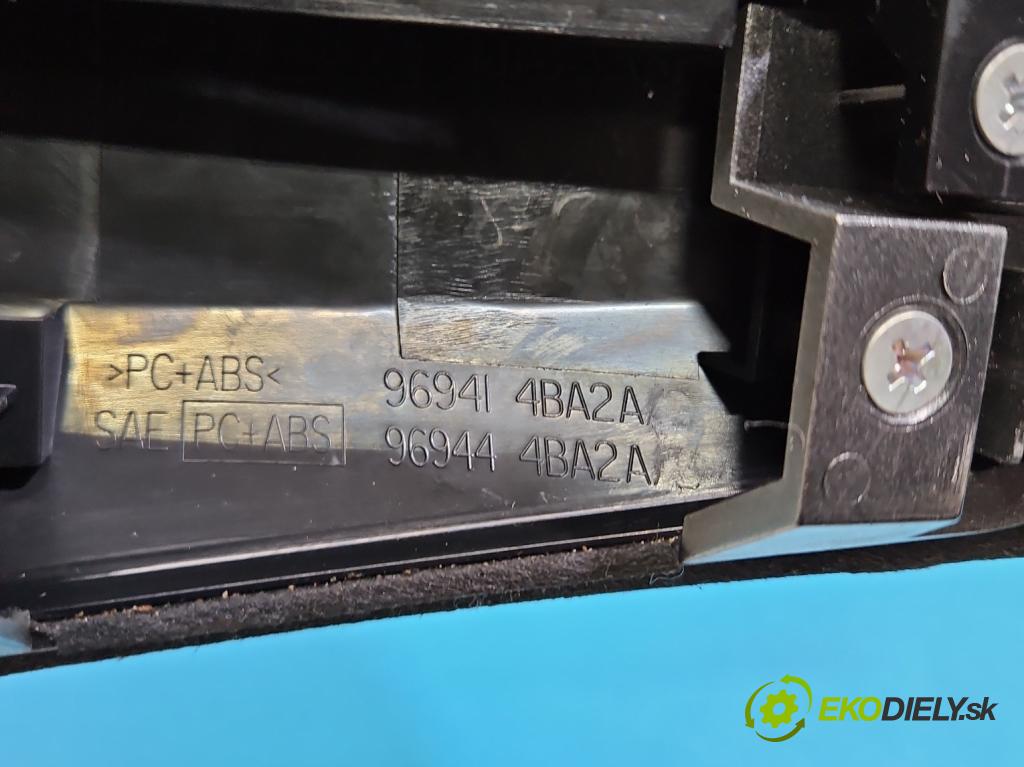 >PC+ABS<
SAE PC+ABS
96941 4BA2A
96944 4BA2A
EKODIELY.sk